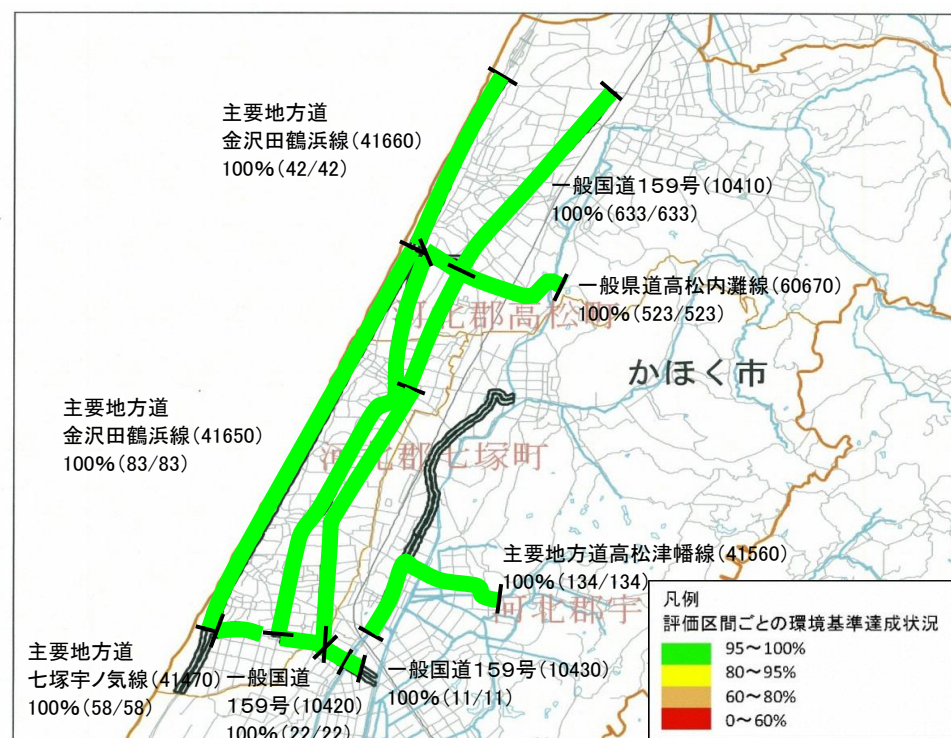 主要地方道
金沢田鶴浜線(41660)
100%(42/42)
一般国道159号(10410)
100%(633/633)
一般県道高松内灘線(60670)
100%(523/523)
河北郡高松町
かほく市
主要地方道
金沢田鶴浜線(41650)
100%(83/83)
河北郡七塚町
主要地方道高松津幡線(41560)
100%(134/134)
河北郡宇
主要地方道
七塚宇ノ気線(41470)
100%(58/58)
一般国道
159号(10420)
100%(22/22)
一般国道159号(10430)
100%(11/11)
凡例
評価区間ごとの環境基準達成状況
95～100%
80～95%
60～80%
0～60%